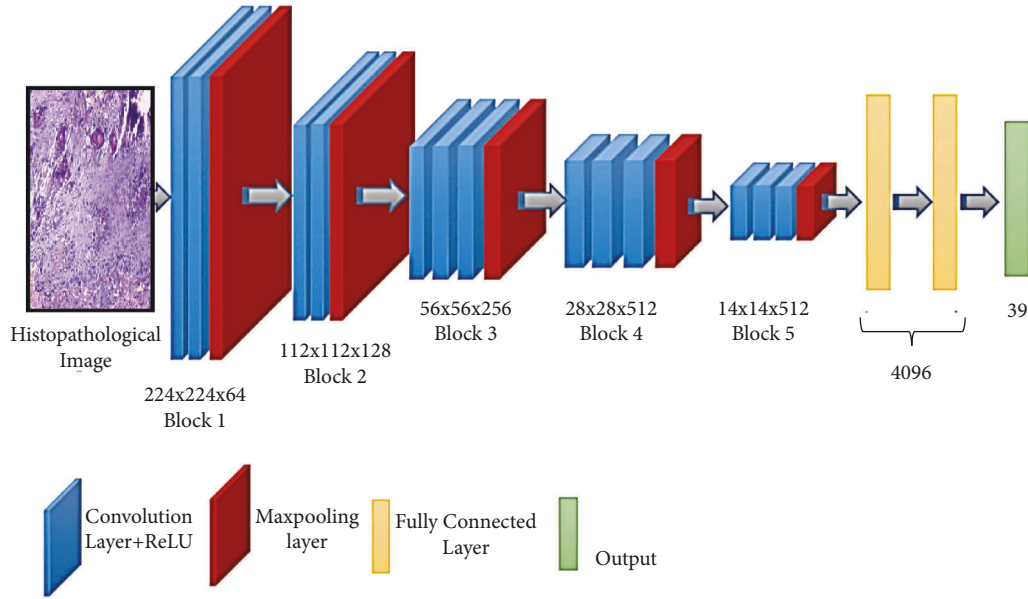 Histopathological
Image
224x224x64
Block 1
112x112x128
Block 2
56x56x256
Block 3
28x28x512
Block 4
14x14x512
Block 5
4096
39
Convolution
Layer+ReLU
Maxpooling
layer
Fully Connected
Layer
Output